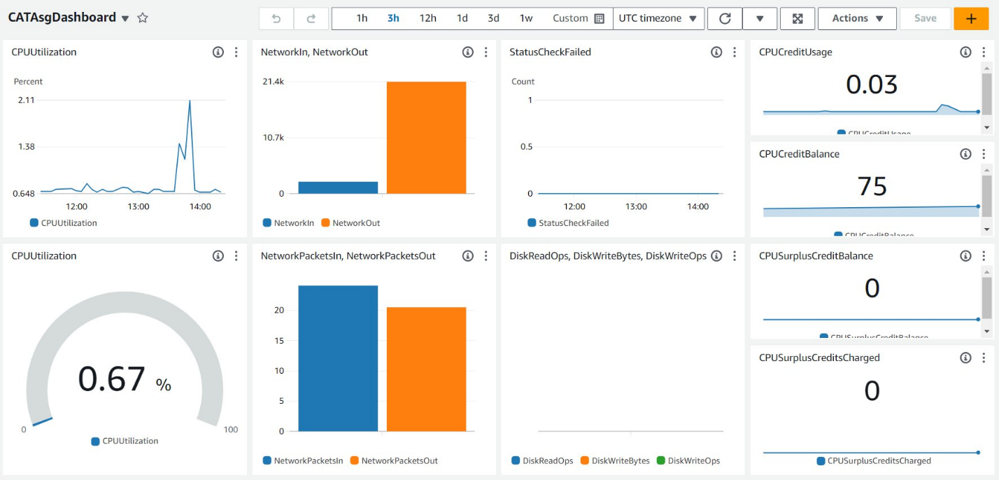 CATAsgDashboard
1h 3h 12h 1d 3d 1w Custom UTC timezone Actions Save
CPUUtilization
Percent
2.11
1.38
0.648
12:00 13:00 14:00
CPUUtilization
NetworkIn, NetworkOut
21.4k
10.7k
0
NetworkIn NetworkOut
StatusCheckFailed
Count
1
0.5
0
12:00 13:00 14:00
StatusCheckFailed
CPUCreditUsage
0.03
CPUCreditUsage
CPUCreditBalance
75
CPUCreditBalance
CPUUtilization
0.67 %
0 100
CPUUtilization
NetworkPacketsIn, NetworkPacketsOut
20
15
10
5
0
NetworkPacketsIn NetworkPacketsOut
DiskReadOps, DiskWriteBytes, DiskWriteOps
DiskReadOps DiskWriteBytes DiskWriteOps
CPUSurplusCreditBalance
0
CPUSurplusCreditBalance
CPUSurplusCreditsCharged
0
CPUSurplusCreditsCharged